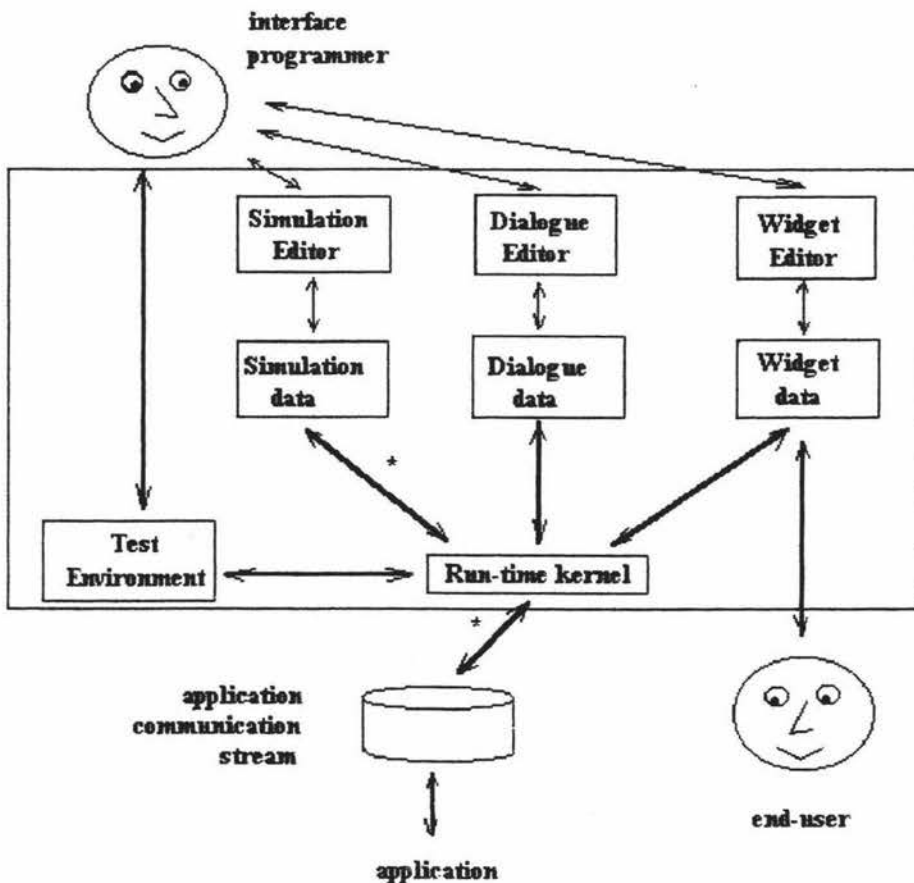 interface
programmer
Simulation
Editor
Dialogue
Editor
Widget
Editor
Simulation
data
Dialogue
data
Widget
data
*
Test
Environment
Run-time kernel
*
application
communication
stream
end-user
application